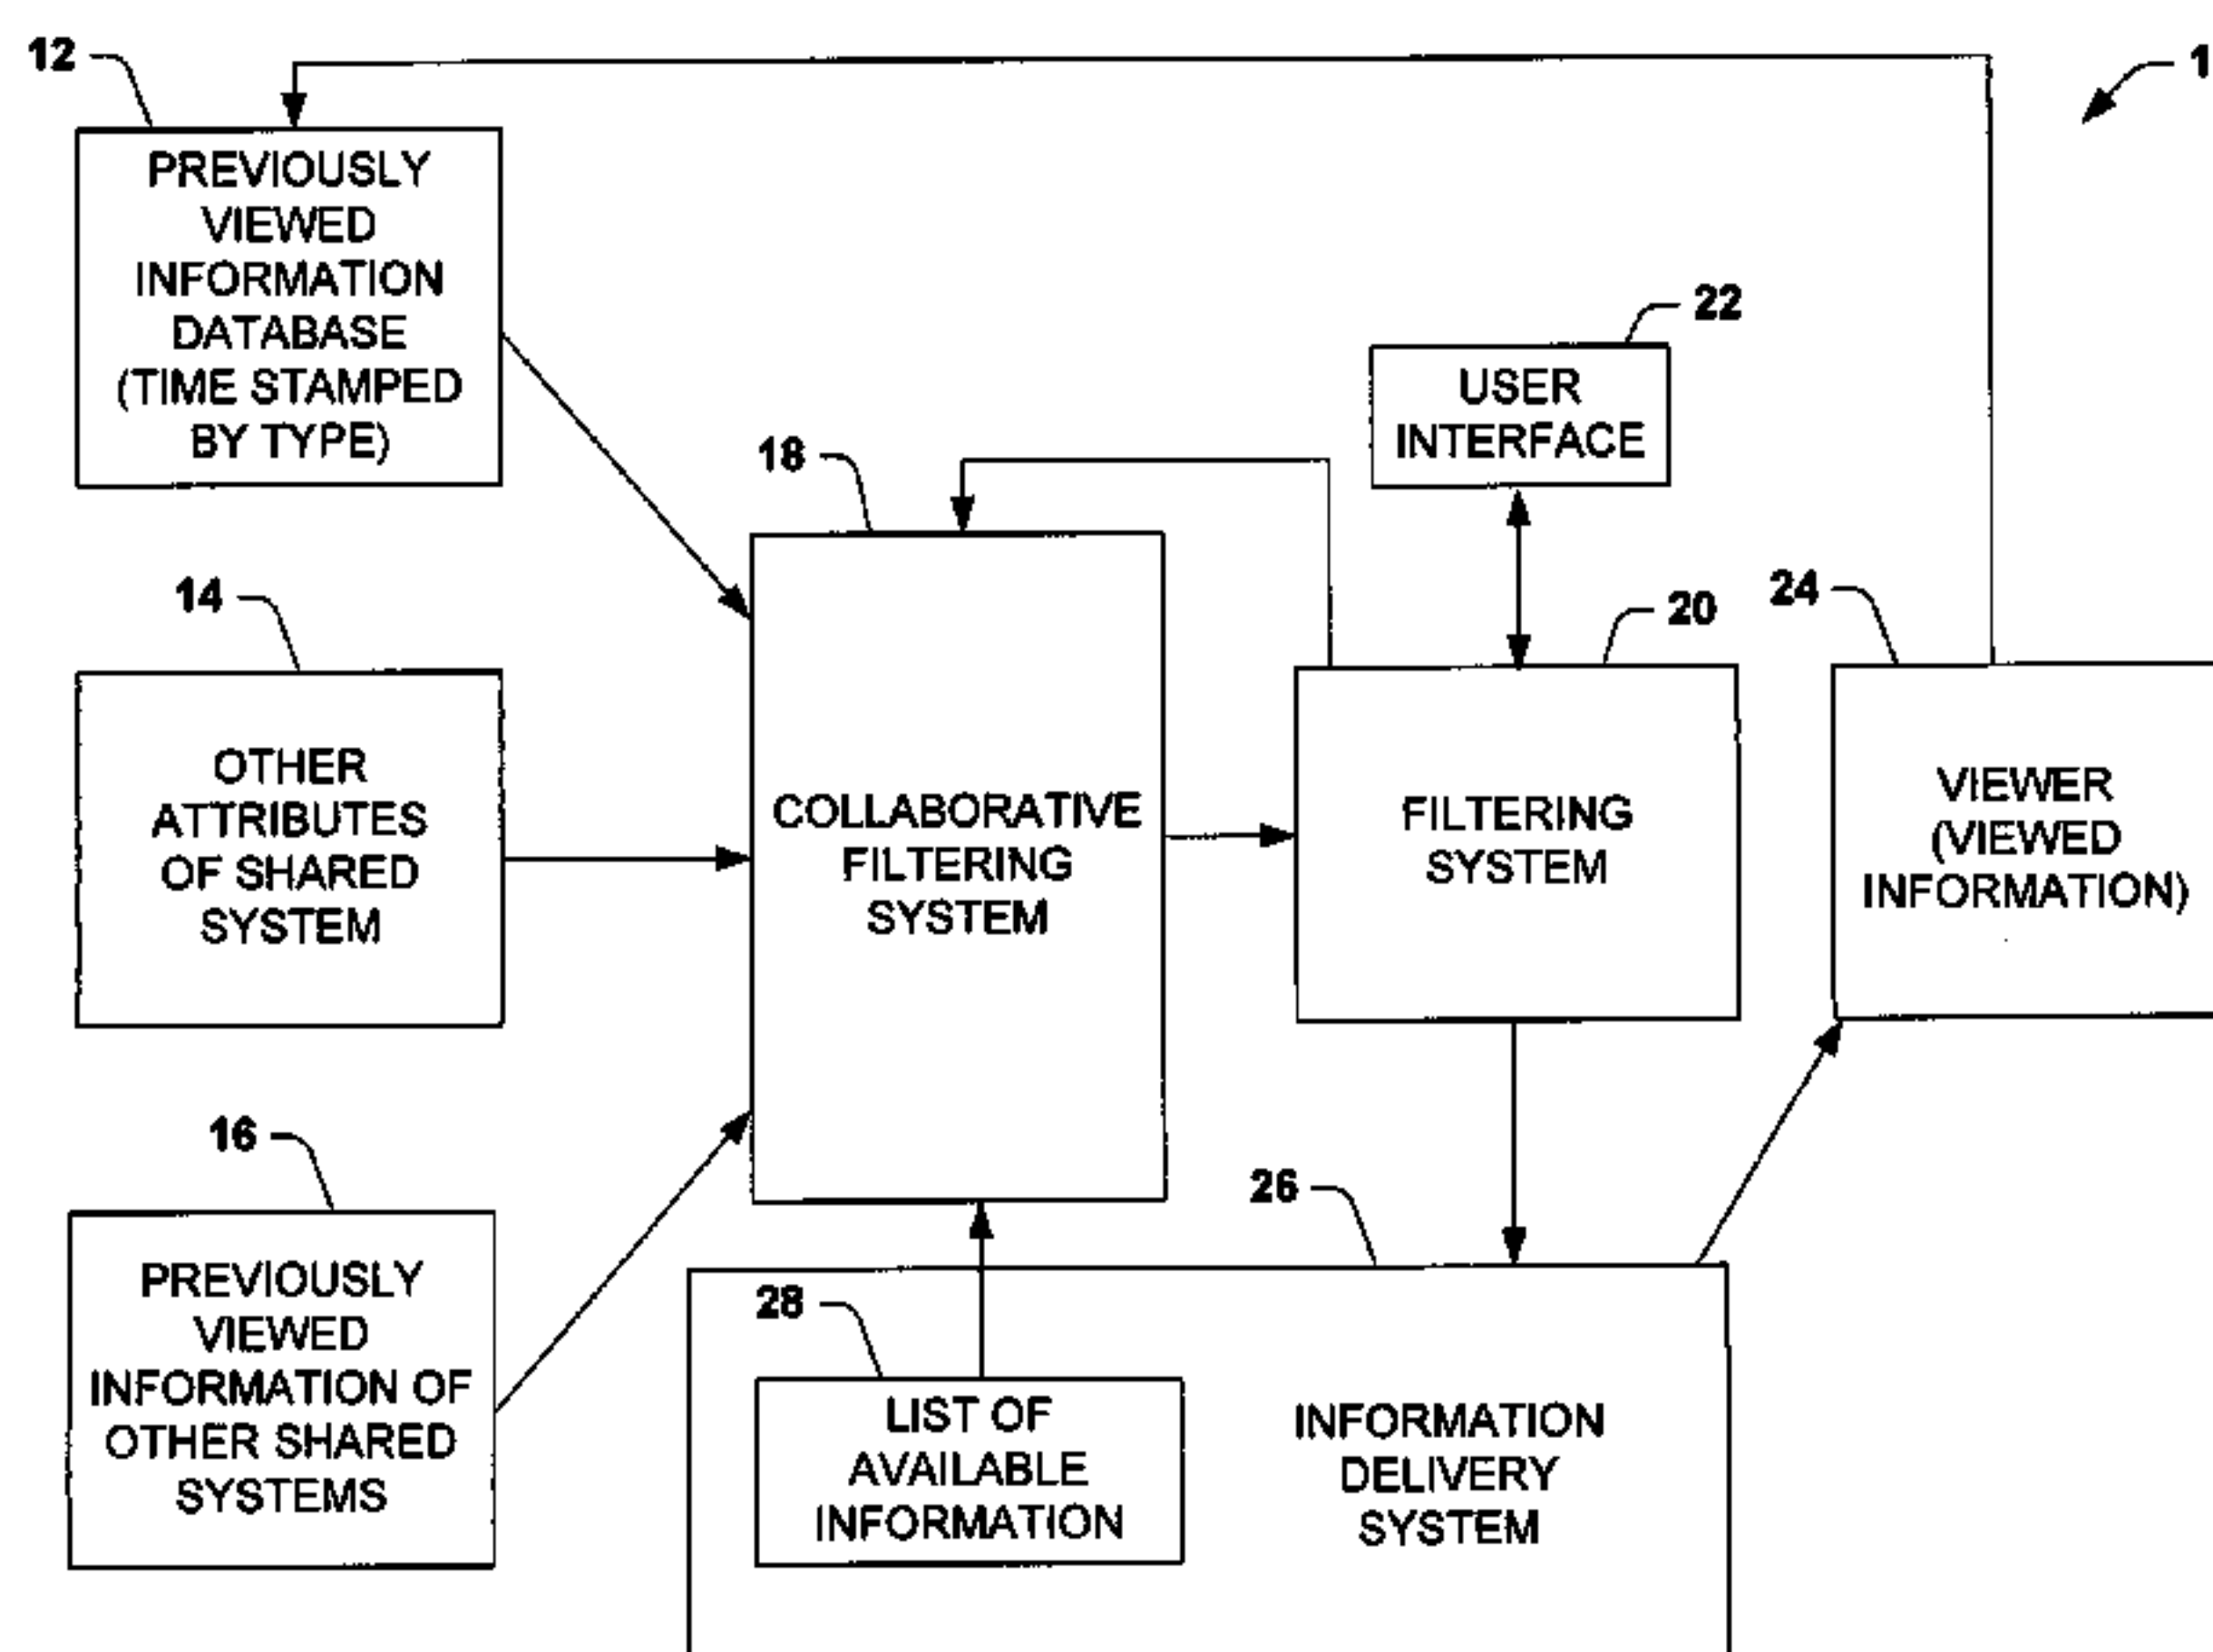 12
1
PREVIOUSLY
VIEWED
INFORMATION
DATABASE
(TIME STAMPED
BY TYPE)
22
USER
INTERFACE
18
14
20
24
OTHER
ATTRIBUTES
OF SHARED
SYSTEM
COLLABORATIVE
FILTERING
SYSTEM
FILTERING
SYSTEM
VIEWER
(VIEWED
INFORMATION)
16
26
PREVIOUSLY
VIEWED
INFORMATION OF
OTHER SHARED
SYSTEMS
28
LIST OF
AVAILABLE
INFORMATION
INFORMATION
DELIVERY
SYSTEM